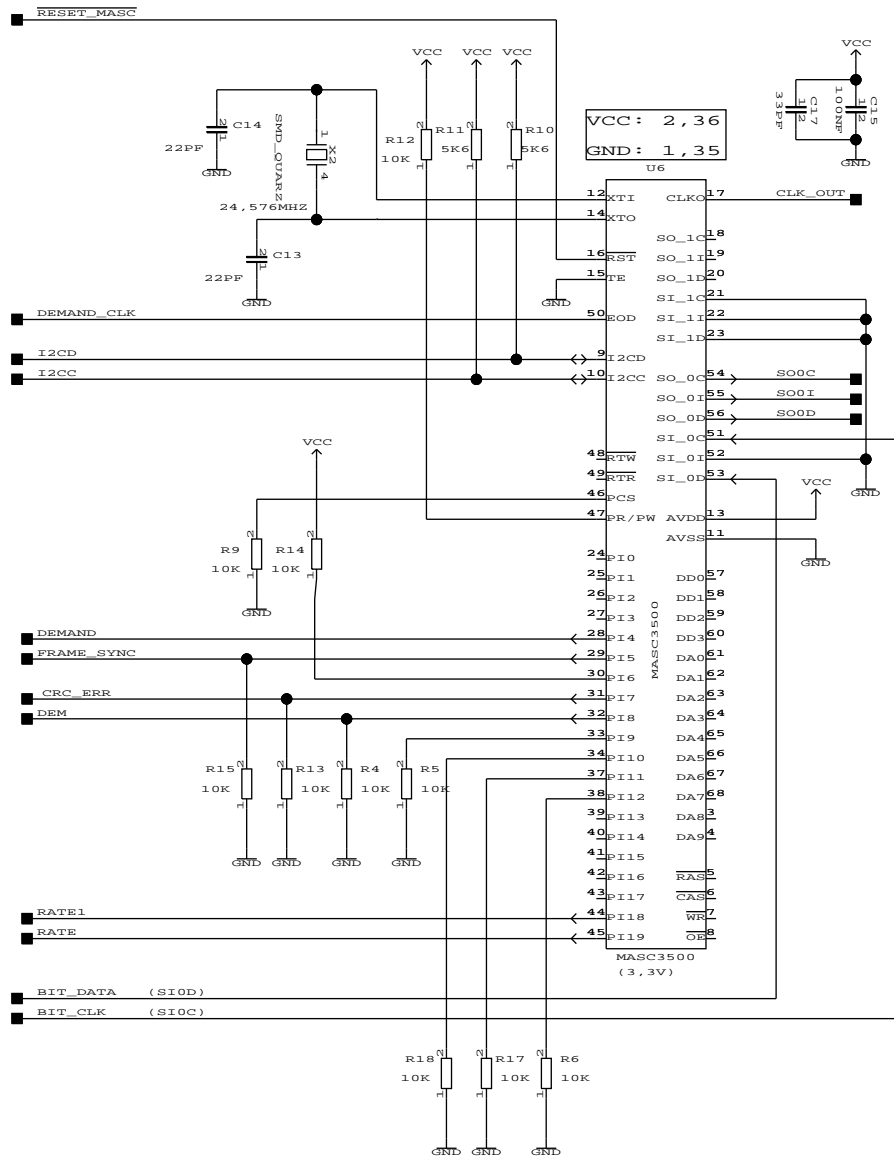 RESET_MASC
VCC
VCC VCC VCC
C14
22PF
GND
SMD_QUARZ
1
X2
4
24,576MHZ
C13
22PF
GND
R12
10K
R11
5K6
R10
5K6
VCC: 2,36
GND: 1,35
C17
33PF
C15
100NF
GND
U6
12 XTI CLKO 17 CLK_OUT
14 XTO
SO_1C 18
16 RST SO_1I 19
15 TE SO_1D 20
GND
SI_1C 21
DEMAND_CLK 50 EOD SI_1I 22
SI_1D 23
I2CD 9 I2CD
I2CC 10 I2CC SO_0C 54 SO0C
SO_0I 55 SO0I
SO_0D 56 SO0D
SI_0C 51
VCC
48 RTW SI_0I 52
49 RTR SI_0D 53
GND
VCC
46 PCS
47 PR/PW AVDD 13
AVSS 11
GND
R9
10K
R14
10K
GND
24 PI0
25 PI1 DD0 57
26 PI2 DD1 58
27 PI3 DD2 59
DEMAND 28 PI4 DD3 60
FRAME_SYNC 29 PI5 DA0 61
30 PI6 DA1 62
CRC_ERR 31 PI7 DA2 63
DEM 32 PI8 DA3 64
33 PI9 DA4 65
34 PI10 DA5 66
37 PI11 DA6 67
38 PI12 DA7 68
39 PI13 DA8 3
40 PI14 DA9 4
41 PI15
42 PI16 RAS 5
43 PI17 CAS 6
RATE1 44 PI18 WR 7
RATE 45 PI19 OE 8
MASC3500
R15
10K
R13
10K
R4
10K
R5
10K
GND GND GND GND
MASC3500
(3,3V)
BIT_DATA (SI0D)
BIT_CLK (SI0C)
R18
10K
R17
10K
R6
10K
GND GND GND